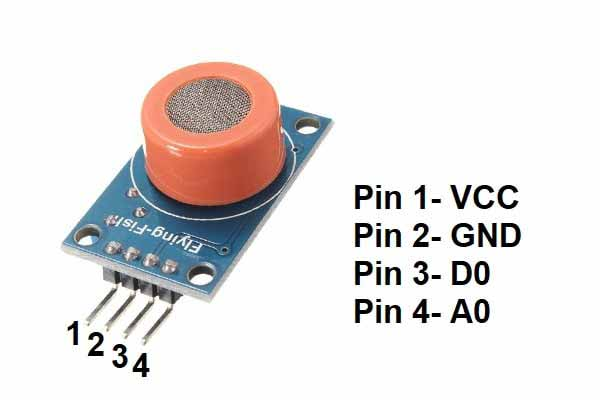 Flying-Fish
Pin 1- VCC
Pin 2- GND
Pin 3- D0
Pin 4- A0
1
2
3
4